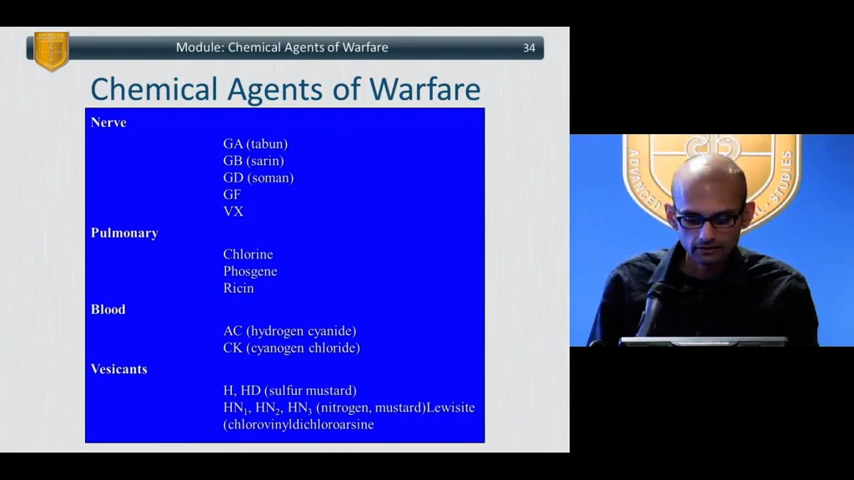 Module: Chemical Agents of Warfare 34
Chemical Agents of Warfare
Nerve
GA (tabun)
GB (sarin)
GD (soman)
GF
VX
Pulmonary
Chlorine
Phosgene
Ricin
Blood
AC (hydrogen cyanide)
CK (cyanogen chloride)
Vesicants
H, HD (sulfur mustard)
HN₁, HN₂, HN₃ (nitrogen, mustard)Lewisite
(chlorovinyldichloroarsine
ADVANCED
STUDIES